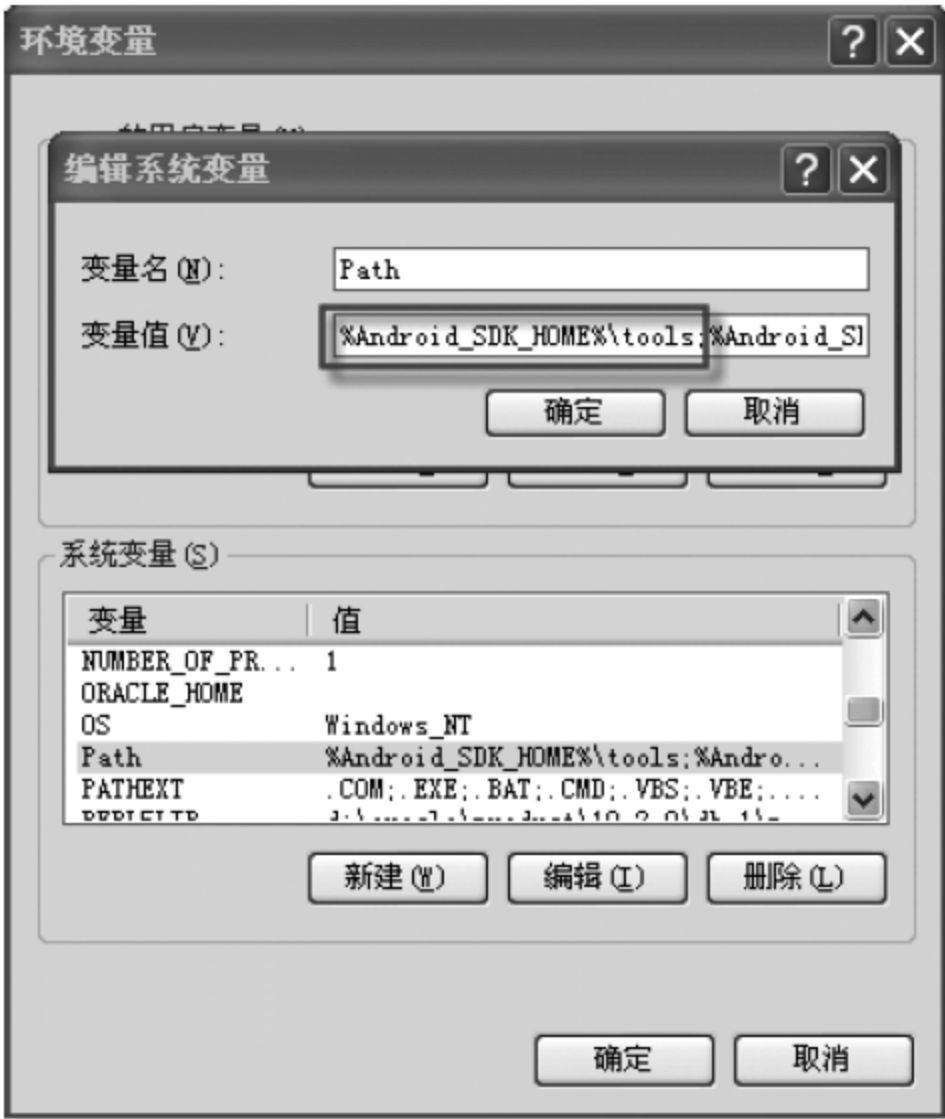 环境变量
编辑系统变量
变量名(N):
Path
变量值(V):
%Android_SDK_HOME%\tools;%Android_SI
确定
取消
系统变量(S)
变量
值
NUMBER_OF_PR... 1
ORACLE_HOME
OS Windows_NT
Path %Android_SDK_HOME%\tools;%Andro...
PATHEXT .COM;.EXE;.BAT;.CMD;.VBS;.VBE;....
新建(W)
编辑(I)
删除(L)
确定
取消